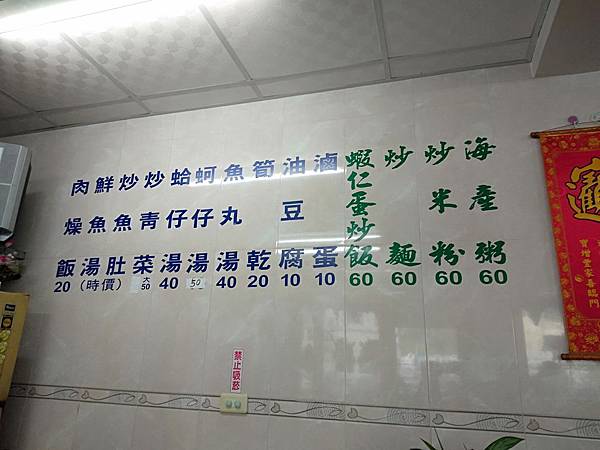 海產粥 60
炒米粉 60
炒麵 60
蝦仁蛋炒飯 60
滷蛋 10
油豆腐 10
筍乾 20
魚丸湯 40
蚵仔湯 50
蛤仔湯 40
炒青菜 大50
炒魚肚
鮮魚湯
(時價)
肉燥飯 20
禁止吸菸